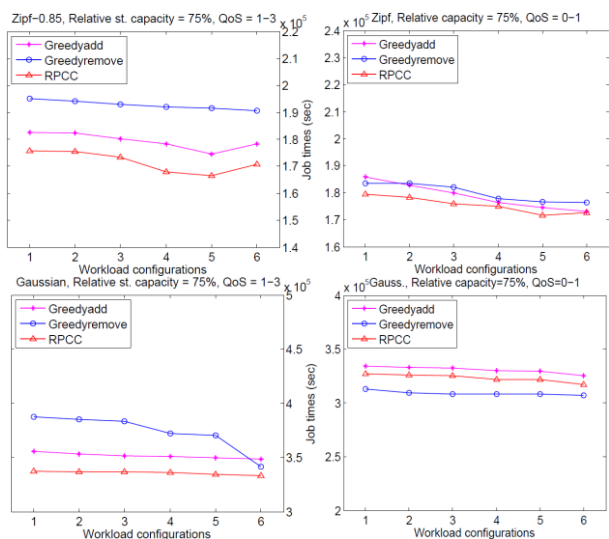 Zipf−0.85, Relative st. capacity = 75%, QoS = 1−3
x 10^5
2.2
2.1
2
1.9
1.8
1.7
1.6
1.5
1.4
Greedyadd
Greedyremove
RPCC
1 2 3 4 5 6
Workload configurations
Zipf, Relative capacity = 75%, QoS = 0−1
x 10^5
2.4
2.3
2.2
2.1
2
1.9
1.8
1.7
1.6
Job times (sec)
Greedyadd
Greedyremove
RPCC
1 2 3 4 5 6
Workload configurations
Gaussian, Relative st. capacity = 75%, QoS = 1−3
x 10^5
5
4.5
4
3.5
3
Greedyadd
Greedyremove
RPCC
1 2 3 4 5 6
Workload configurations
Gauss., Relative capacity=75%, QoS=0−1
x 10^5
4
3.5
3
2.5
2
Job times (sec)
Greedyadd
Greedyremove
RPCC
1 2 3 4 5 6
Workload configurations